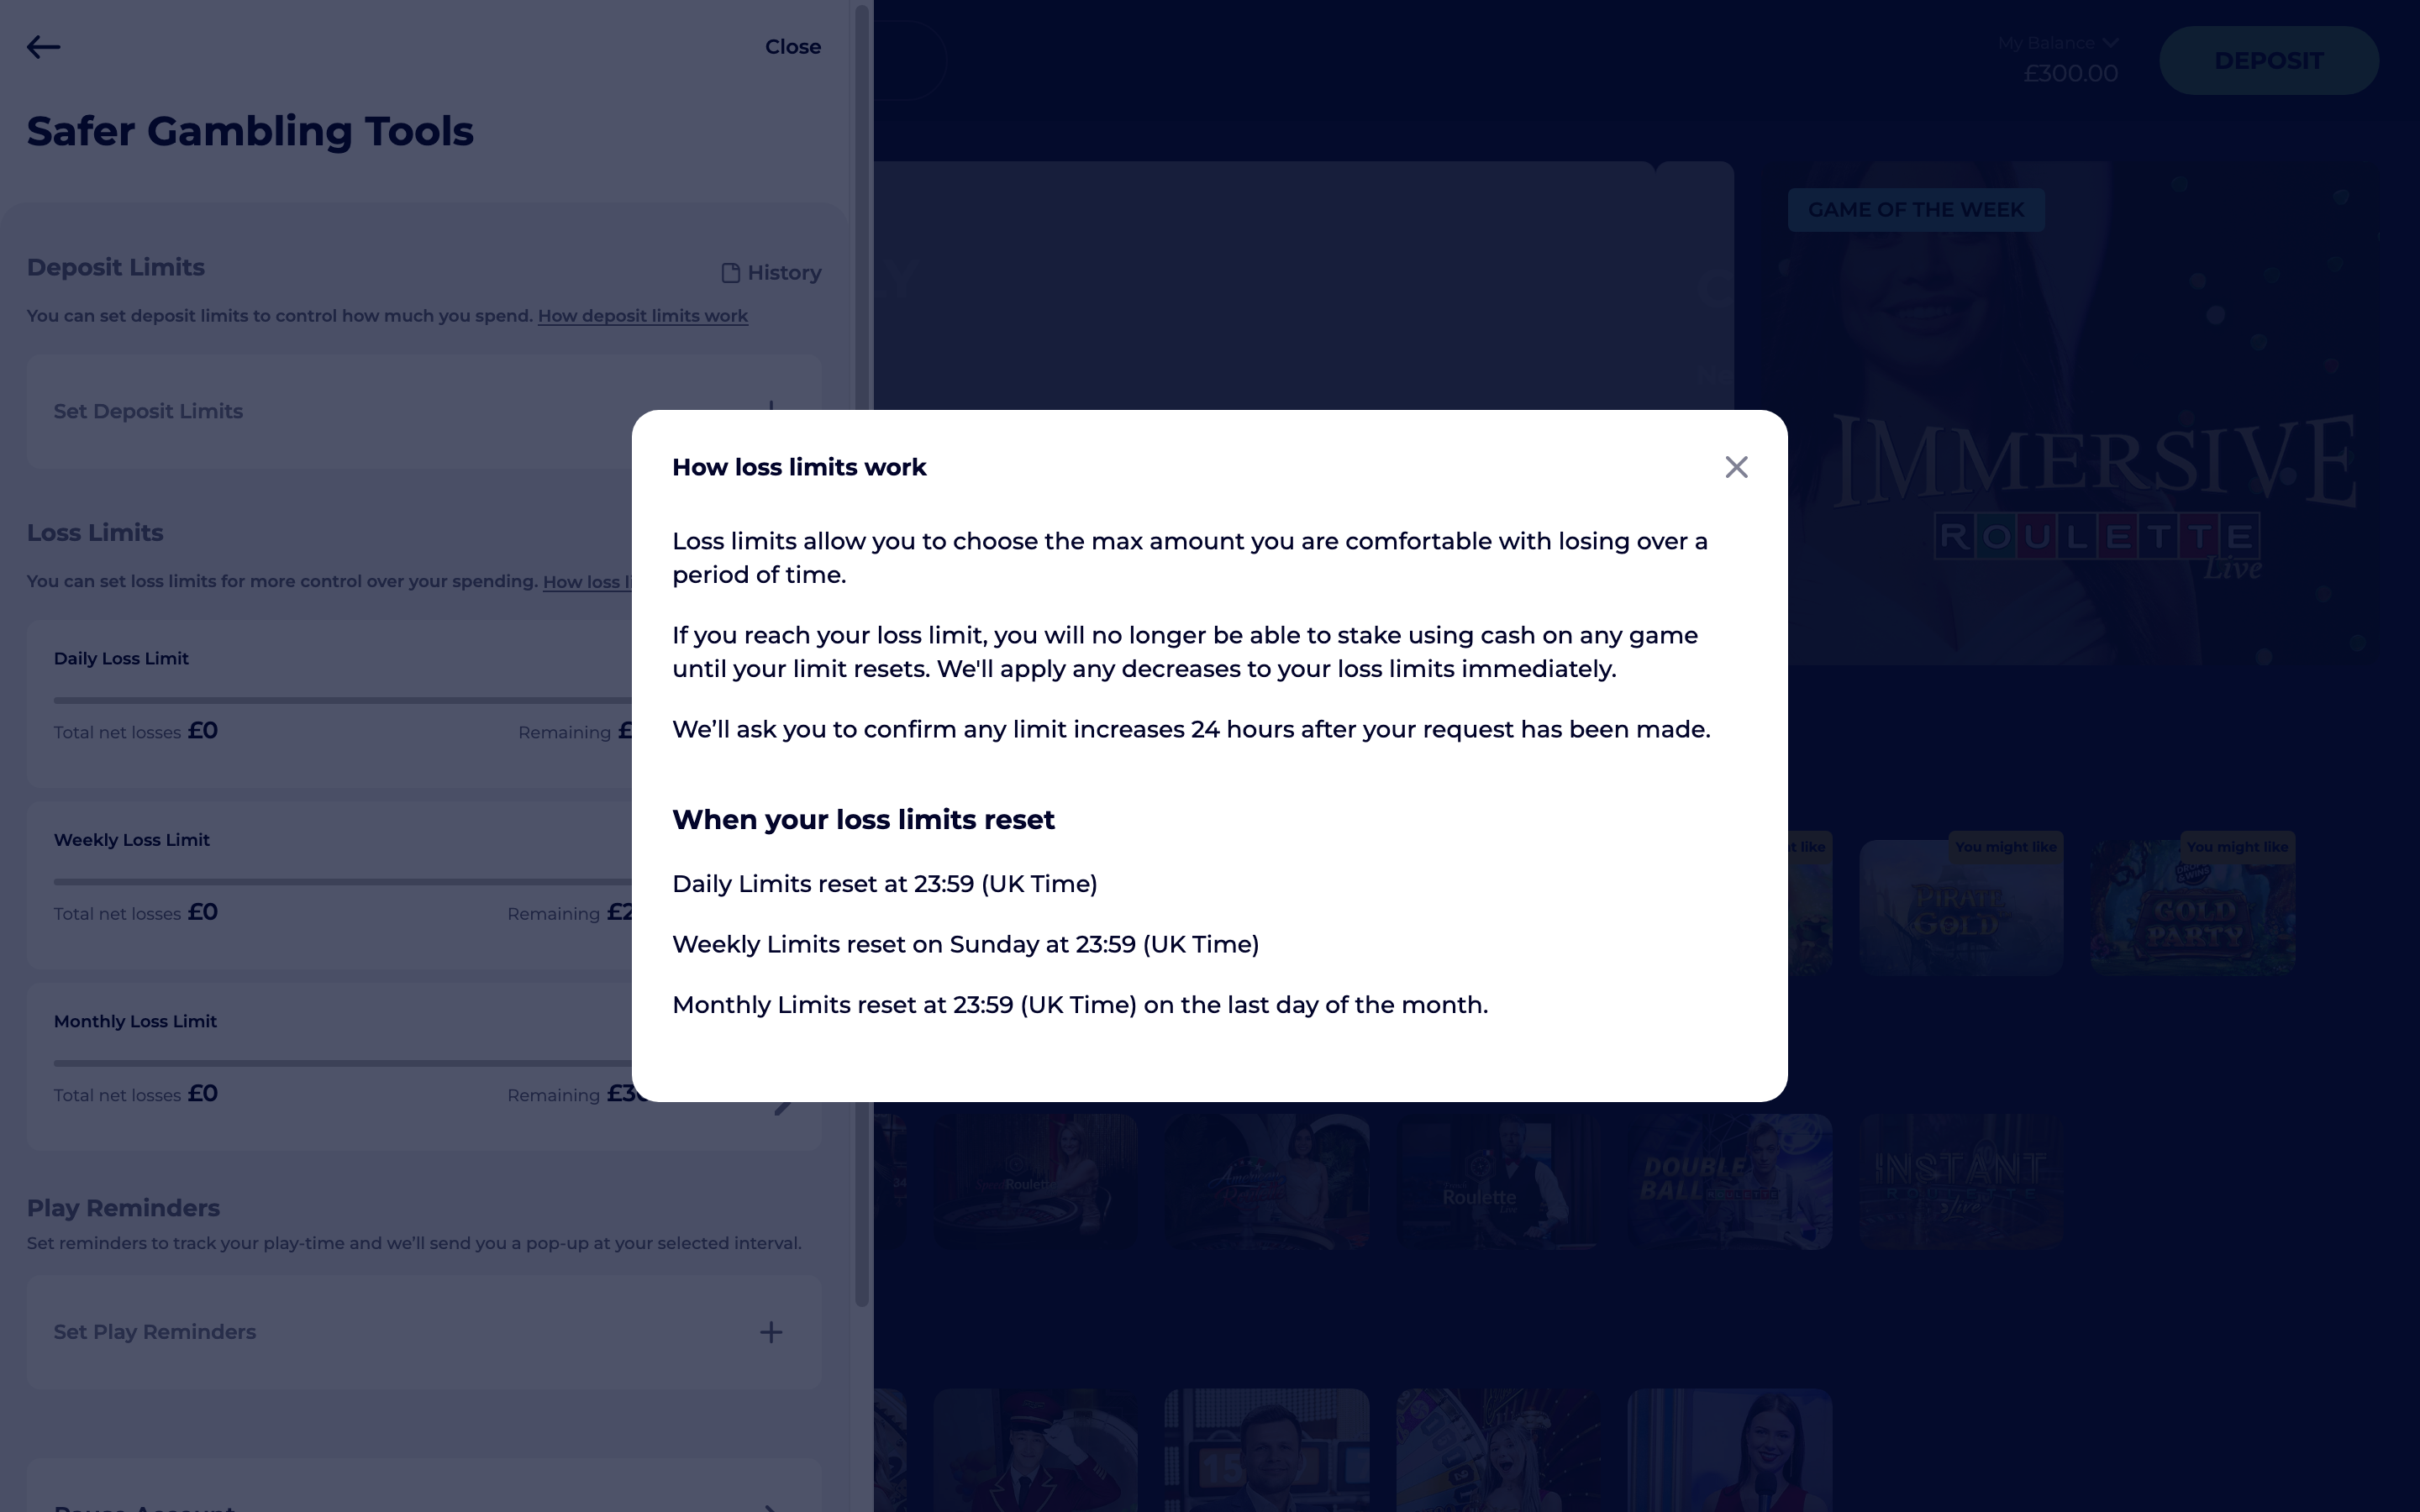 Close
My Balance
£300.00
DEPOSIT
Safer Gambling Tools
GAME OF THE WEEK
Deposit Limits
History
You can set deposit limits to control how much you spend. How deposit limits work
Set Deposit Limits
IMMERSIVE
ROULETTE
Live
Loss Limits
You can set loss limits for more control over your spending. How loss
Daily Loss Limit
Total net losses £0
Remaining £
Weekly Loss Limit
Total net losses £0
Remaining £2
Monthly Loss Limit
Total net losses £0
Remaining £3
Play Reminders
Set reminders to track your play-time and we’ll send you a pop-up at your selected interval.
Set Play Reminders
How loss limits work
Loss limits allow you to choose the max amount you are comfortable with losing over a
period of time.
If you reach your loss limit, you will no longer be able to stake using cash on any game
until your limit resets. We'll apply any decreases to your loss limits immediately.
We’ll ask you to confirm any limit increases 24 hours after your request has been made.
When your loss limits reset
Daily Limits reset at 23:59 (UK Time)
Weekly Limits reset on Sunday at 23:59 (UK Time)
Monthly Limits reset at 23:59 (UK Time) on the last day of the month.
like
You might like
You might like
PIRATE
GOLD
GOLD
PARTY
Roulette
Roulette
Live
DOUBLE
BALL ROULETTE
INSTANT
ROULETTE
Live